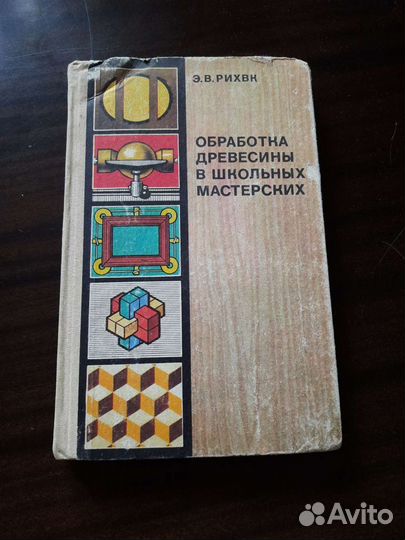 Э.В.РИХВК
ОБРАБОТКА
ДРЕВЕСИНЫ
В ШКОЛЬНЫХ
МАСТЕРСКИХ
Avito